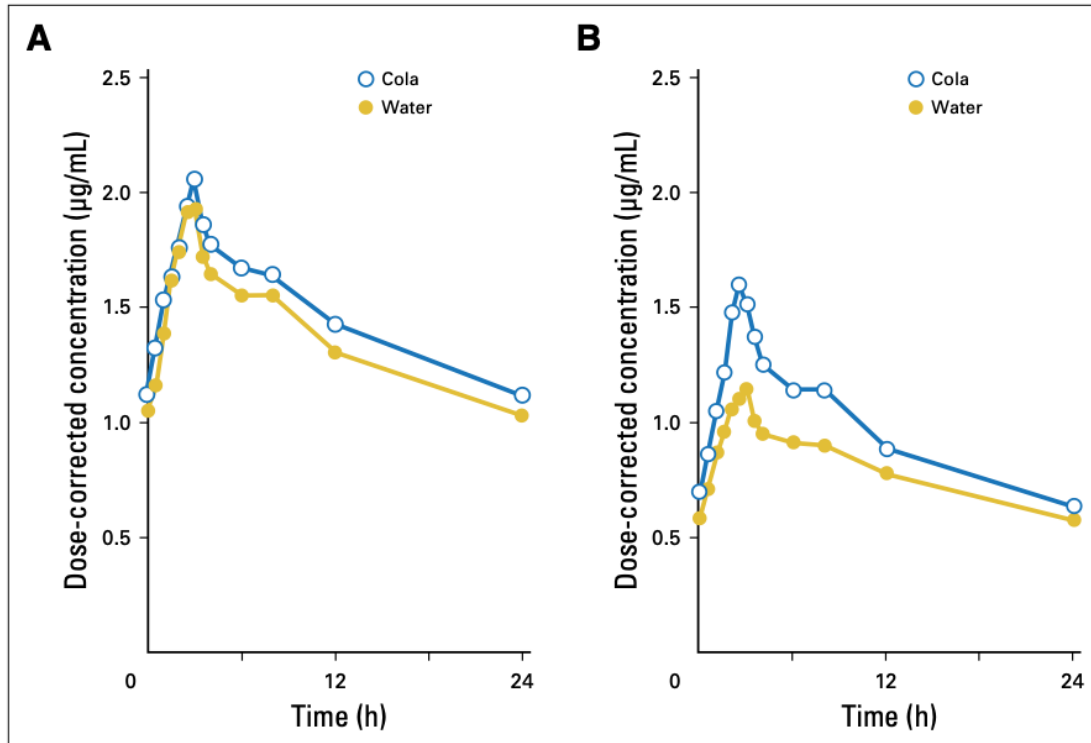 A
Dose-corrected concentration (µg/mL)
2.5
2.0
1.5
1.0
0.5
0
12
24
Time (h)
Cola
Water
B
Dose-corrected concentration (µg/mL)
2.5
2.0
1.5
1.0
0.5
0
12
24
Time (h)
Cola
Water